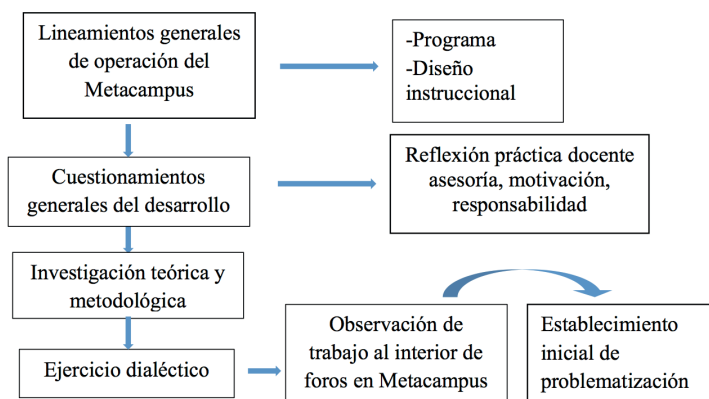 Lineamientos generales
de operación del
Metacampus
-Programa
-Diseño
instruccional
Cuestionamientos
generales del desarrollo
Reflexión práctica docente
asesoría, motivación,
responsabilidad
Investigación teórica y
metodológica
Ejercicio dialéctico
Observación de
trabajo al interior de
foros en Metacampus
Establecimiento
inicial de
problematización